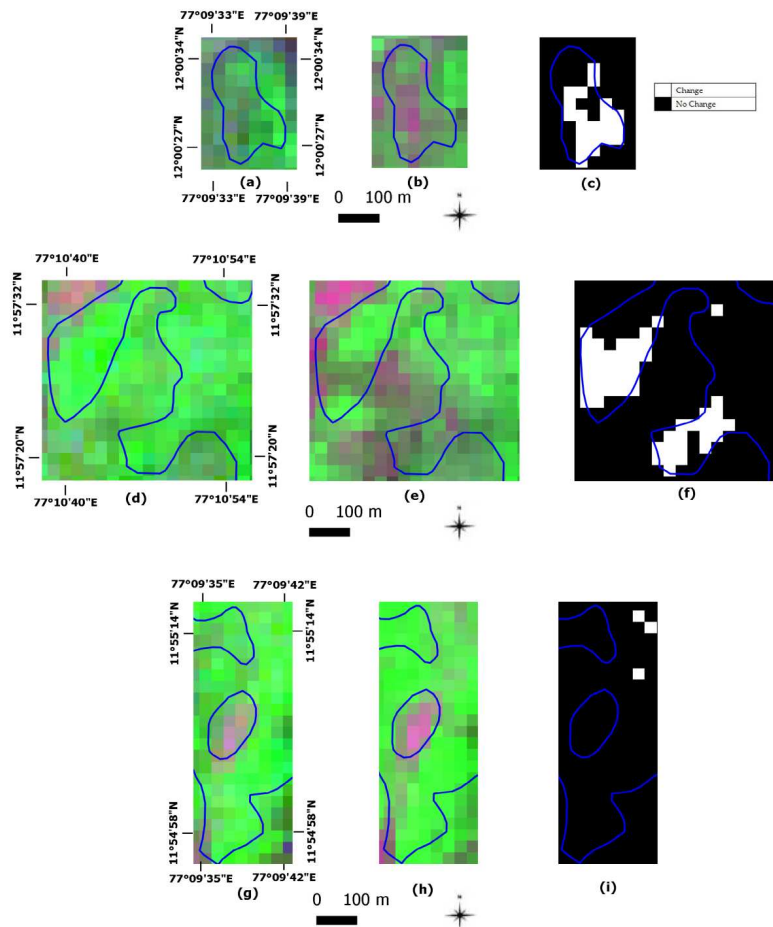 77°09'33"E 77°09'39"E
12°00'34"N
12°00'34"N
12°00'27"N
12°00'27"N
Change
No Change
(a) (b) (c)
77°09'33"E 77°09'39"E
0 100 m
N
77°10'40"E 77°10'54"E
11°57'32"N
11°57'32"N
11°57'20"N
11°57'20"N
77°10'40"E 77°10'54"E
(d) (e) (f)
0 100 m
N
77°09'35"E 77°09'42"E
11°55'14"N
11°55'14"N
11°54'58"N
11°54'58"N
77°09'35"E 77°09'42"E
(g) (h) (i)
0 100 m
N